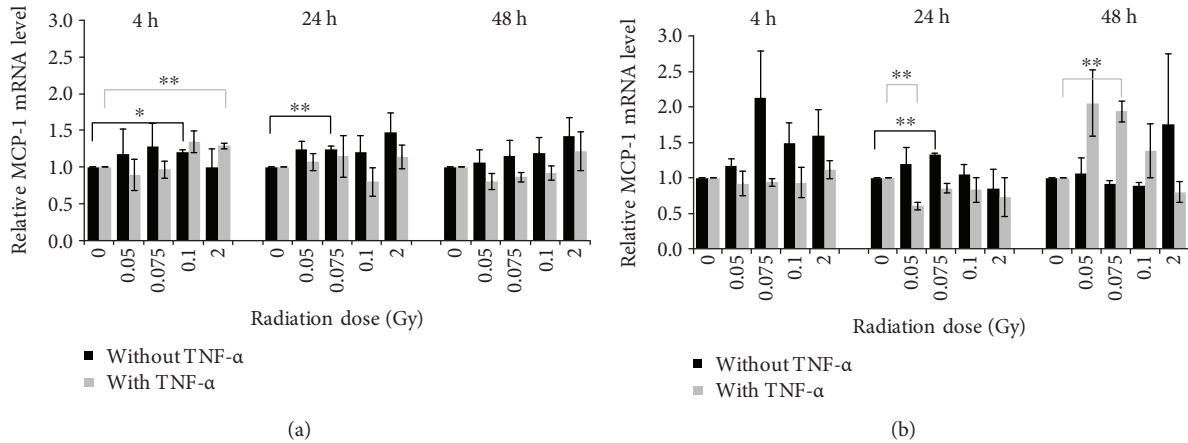 4 h 24 h 48 h
Relative MCP-1 mRNA level
3.0
2.5
2.0
1.5
1.0
0.5
0.0
** * **
0 0.05 0.075 0.1 2 0 0.05 0.075 0.1 2 0 0.05 0.075 0.1 2
Radiation dose (Gy)
Without TNF-α
With TNF-α
(a)
4 h 24 h 48 h
Relative MCP-1 mRNA level
3.0
2.5
2.0
1.5
1.0
0.5
0.0
** ** **
0 0.05 0.075 0.1 2 0 0.05 0.075 0.1 2 0 0.05 0.075 0.1 2
Radiation dose (Gy)
Without TNF-α
With TNF-α
(b)